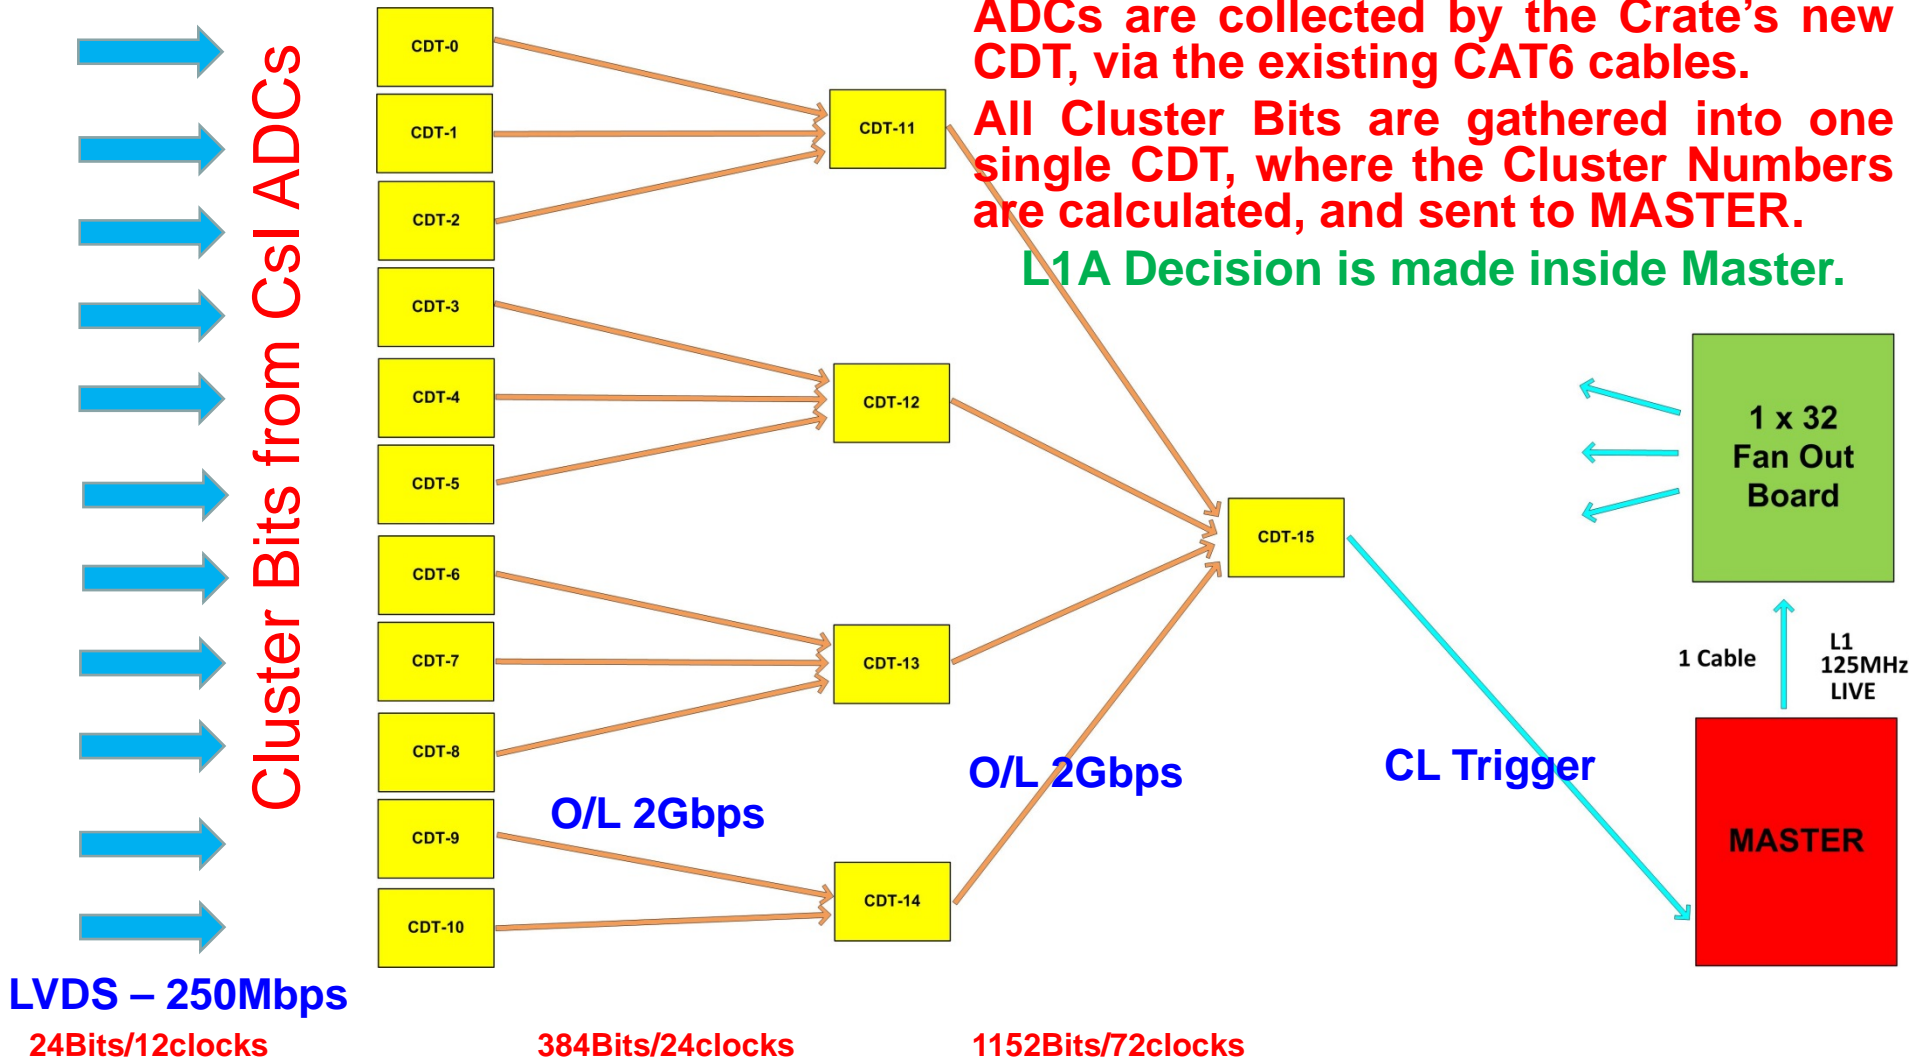 ADCs are collected by the Crate's new
CDT, via the existing CAT6 cables.
All Cluster Bits are gathered into one
single CDT, where the Cluster Numbers
are calculated, and sent to MASTER.
L1A Decision is made inside Master.
Cluster Bits from CsI ADCs
CDT-0
CDT-1
CDT-2
CDT-3
CDT-4
CDT-5
CDT-6
CDT-7
CDT-8
CDT-9
CDT-10
CDT-11
CDT-12
CDT-13
CDT-14
CDT-15
1 x 32
Fan Out
Board
1 Cable
L1
125MHz
LIVE
MASTER
O/L 2Gbps
O/L 2Gbps
CL Trigger
LVDS – 250Mbps
24Bits/12clocks
384Bits/24clocks
1152Bits/72clocks